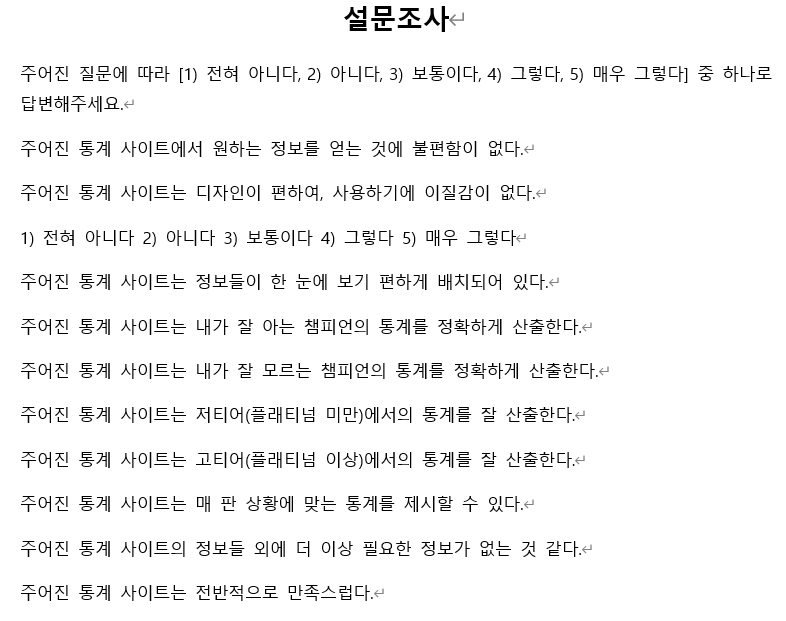 설문조사
주어진 질문에 따라 [1) 전혀 아니다, 2) 아니다, 3) 보통이다, 4) 그렇다, 5) 매우 그렇다] 중 하나로
답변해주세요.
주어진 통계 사이트에서 원하는 정보를 얻는 것에 불편함이 없다.
주어진 통계 사이트는 디자인이 편하여, 사용하기에 이질감이 없다.
1) 전혀 아니다 2) 아니다 3) 보통이다 4) 그렇다 5) 매우 그렇다
주어진 통계 사이트는 정보들이 한 눈에 보기 편하게 배치되어 있다.
주어진 통계 사이트는 내가 잘 아는 챔피언의 통계를 정확하게 산출한다.
주어진 통계 사이트는 내가 잘 모르는 챔피언의 통계를 정확하게 산출한다.
주어진 통계 사이트는 저티어(플래티넘 미만)에서의 통계를 잘 산출한다.
주어진 통계 사이트는 고티어(플래티넘 이상)에서의 통계를 잘 산출한다.
주어진 통계 사이트는 매 판 상황에 맞는 통계를 제시할 수 있다.
주어진 통계 사이트의 정보들 외에 더 이상 필요한 정보가 없는 것 같다.
주어진 통계 사이트는 전반적으로 만족스럽다.